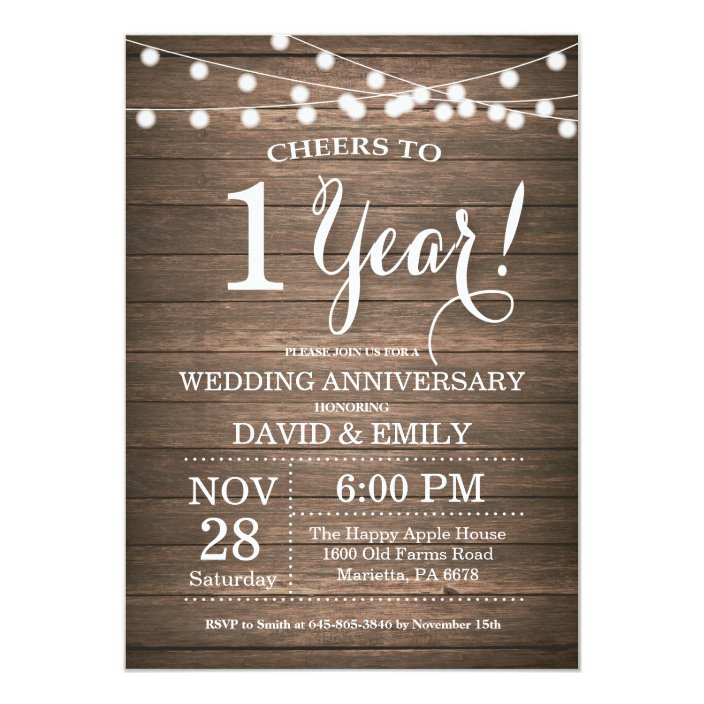 CHEERS TO
1 Year!
PLEASE JOIN US FOR A
WEDDING ANNIVERSARY
HONORING
DAVID & EMILY
NOV
28
Saturday
6:00 PM
The Happy Apple House
1600 Old Farms Road
Marietta, PA 6678
RSVP to Smith at 645-865-3846 by November 15th